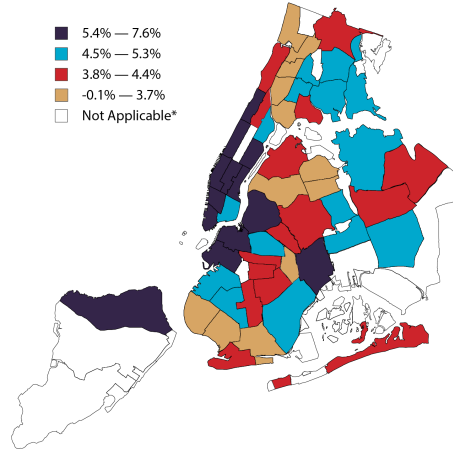 5.4% — 7.6%
4.5% — 5.3%
3.8% — 4.4%
-0.1% — 3.7%
Not Applicable*